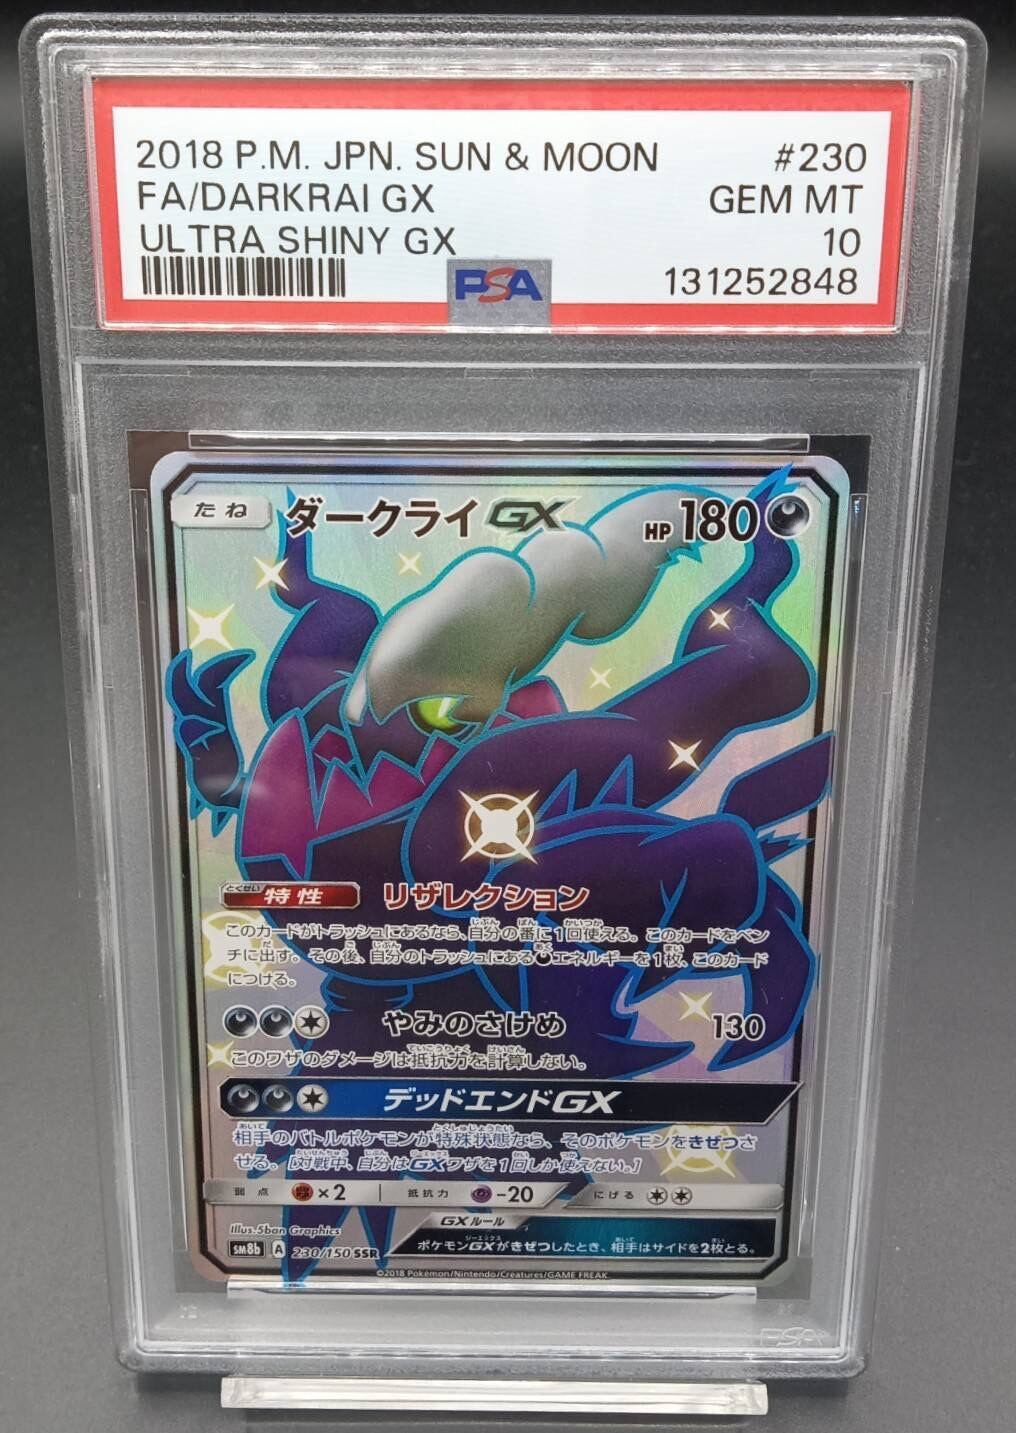 2018 P.M. JPN. SUN & MOON #230
FA/DARKRAI GX GEM MT
ULTRA SHINY GX 10
PSA 131252848
たね ダークライGX HP 180
とくせい
特性 リザレクション
このカードがトラッシュにあるなら、自分の番に1回使える。このカードをベン
チに出す。その後、自分のトラッシュにあるエネルギーを1枚、このカード
につける。
やみのさけめ 130
このワザのダメージは抵抗力を計算しない。
デッドエンドGX
相手のバトルポケモンが特殊状態なら、そのポケモンをきぜつさ
せる。[対戦中、自分はGXワザを1回しか使えない。]
弱点 ×2 抵抗力 -20 にげる
Illus. 5ban Graphics
GXルール
SM8b A 230/150 SSR
ポケモンGXがきぜつしたとき、相手はサイドを2枚とる。
©2018 Pokémon/Nintendo/Creatures/GAME FREAK.
PSA